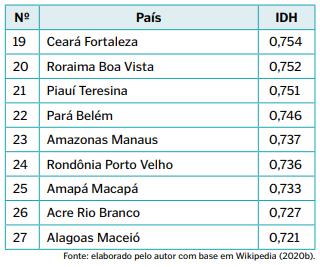 Nº País IDH
19 Ceará Fortaleza 0,754
20 Roraima Boa Vista 0,752
21 Piauí Teresina 0,751
22 Pará Belém 0,746
23 Amazonas Manaus 0,737
24 Rondônia Porto Velho 0,736
25 Amapá Macapá 0,733
26 Acre Rio Branco 0,727
27 Alagoas Maceió 0,721
Fonte: elaborado pelo autor com base em Wikipedia (2020b).